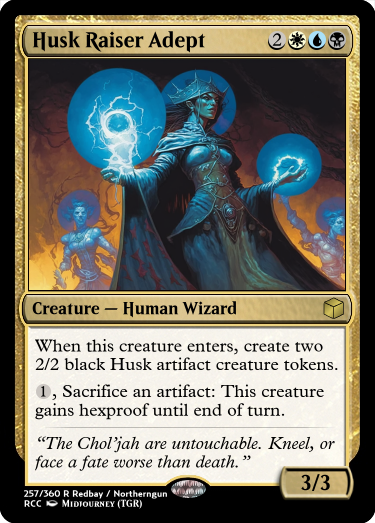 Husk Raiser Adept 2
Creature — Human Wizard
When this creature enters, create two
2/2 black Husk artifact creature tokens.
1, Sacrifice an artifact: This creature
gains hexproof until end of turn.
“The Chol’jah are untouchable. Kneel, or
face a fate worse than death.”
3/3
257/360 R Redbay / Northerngun
RCC Midjourney (TGR)